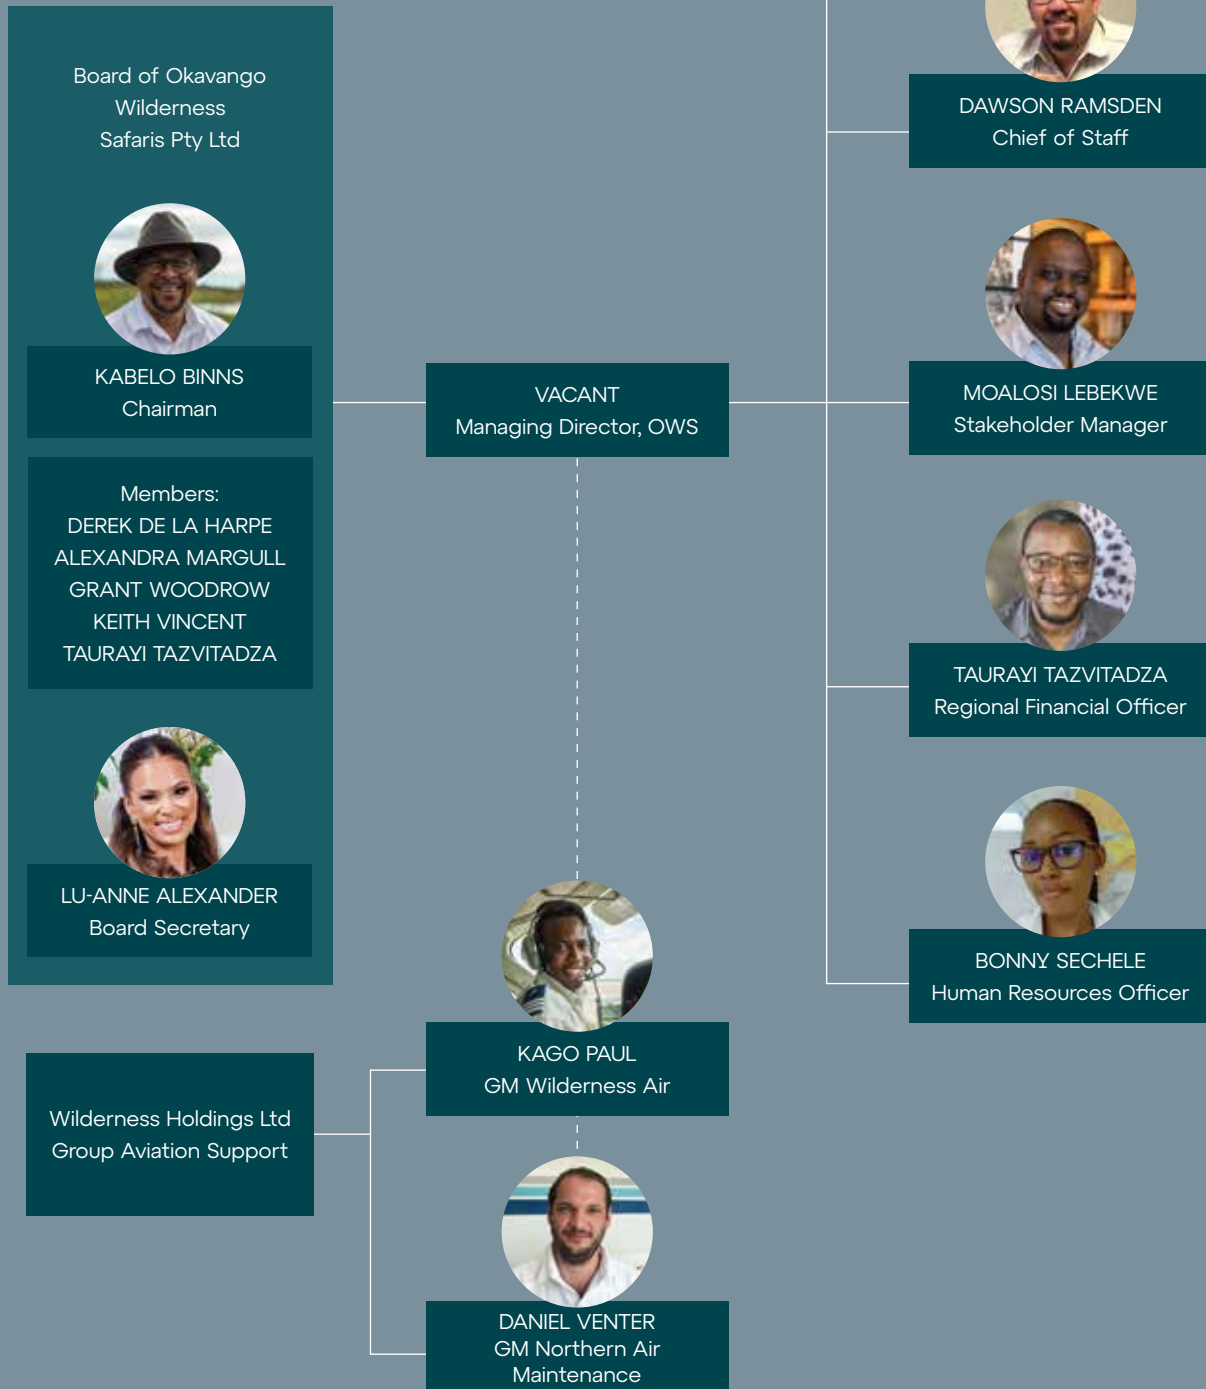 Board of Okavango
Wilderness
Safaris Pty Ltd
KABELO BINNS
Chairman
Members:
DEREK DE LA HARPE
ALEXANDRA MARGULL
GRANT WOODROW
KEITH VINCENT
TAURAYI TAZVITADZA
LU-ANNE ALEXANDER
Board Secretary
VACANT
Managing Director, OWS
DAWSON RAMSDEN
Chief of Staff
MOALOSI LEBEKWE
Stakeholder Manager
TAURAYI TAZVITADZA
Regional Financial Officer
BONNY SECHELE
Human Resources Officer
Wilderness Holdings Ltd
Group Aviation Support
KAGO PAUL
GM Wilderness Air
DANIEL VENTER
GM Northern Air
Maintenance